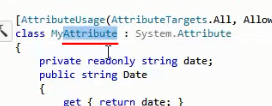 [AttributeUsage(AttributeTargets.All, Allow
class MyAttribute : System.Attribute
{
private readonly string date;
public string Date
{
get { return date; }